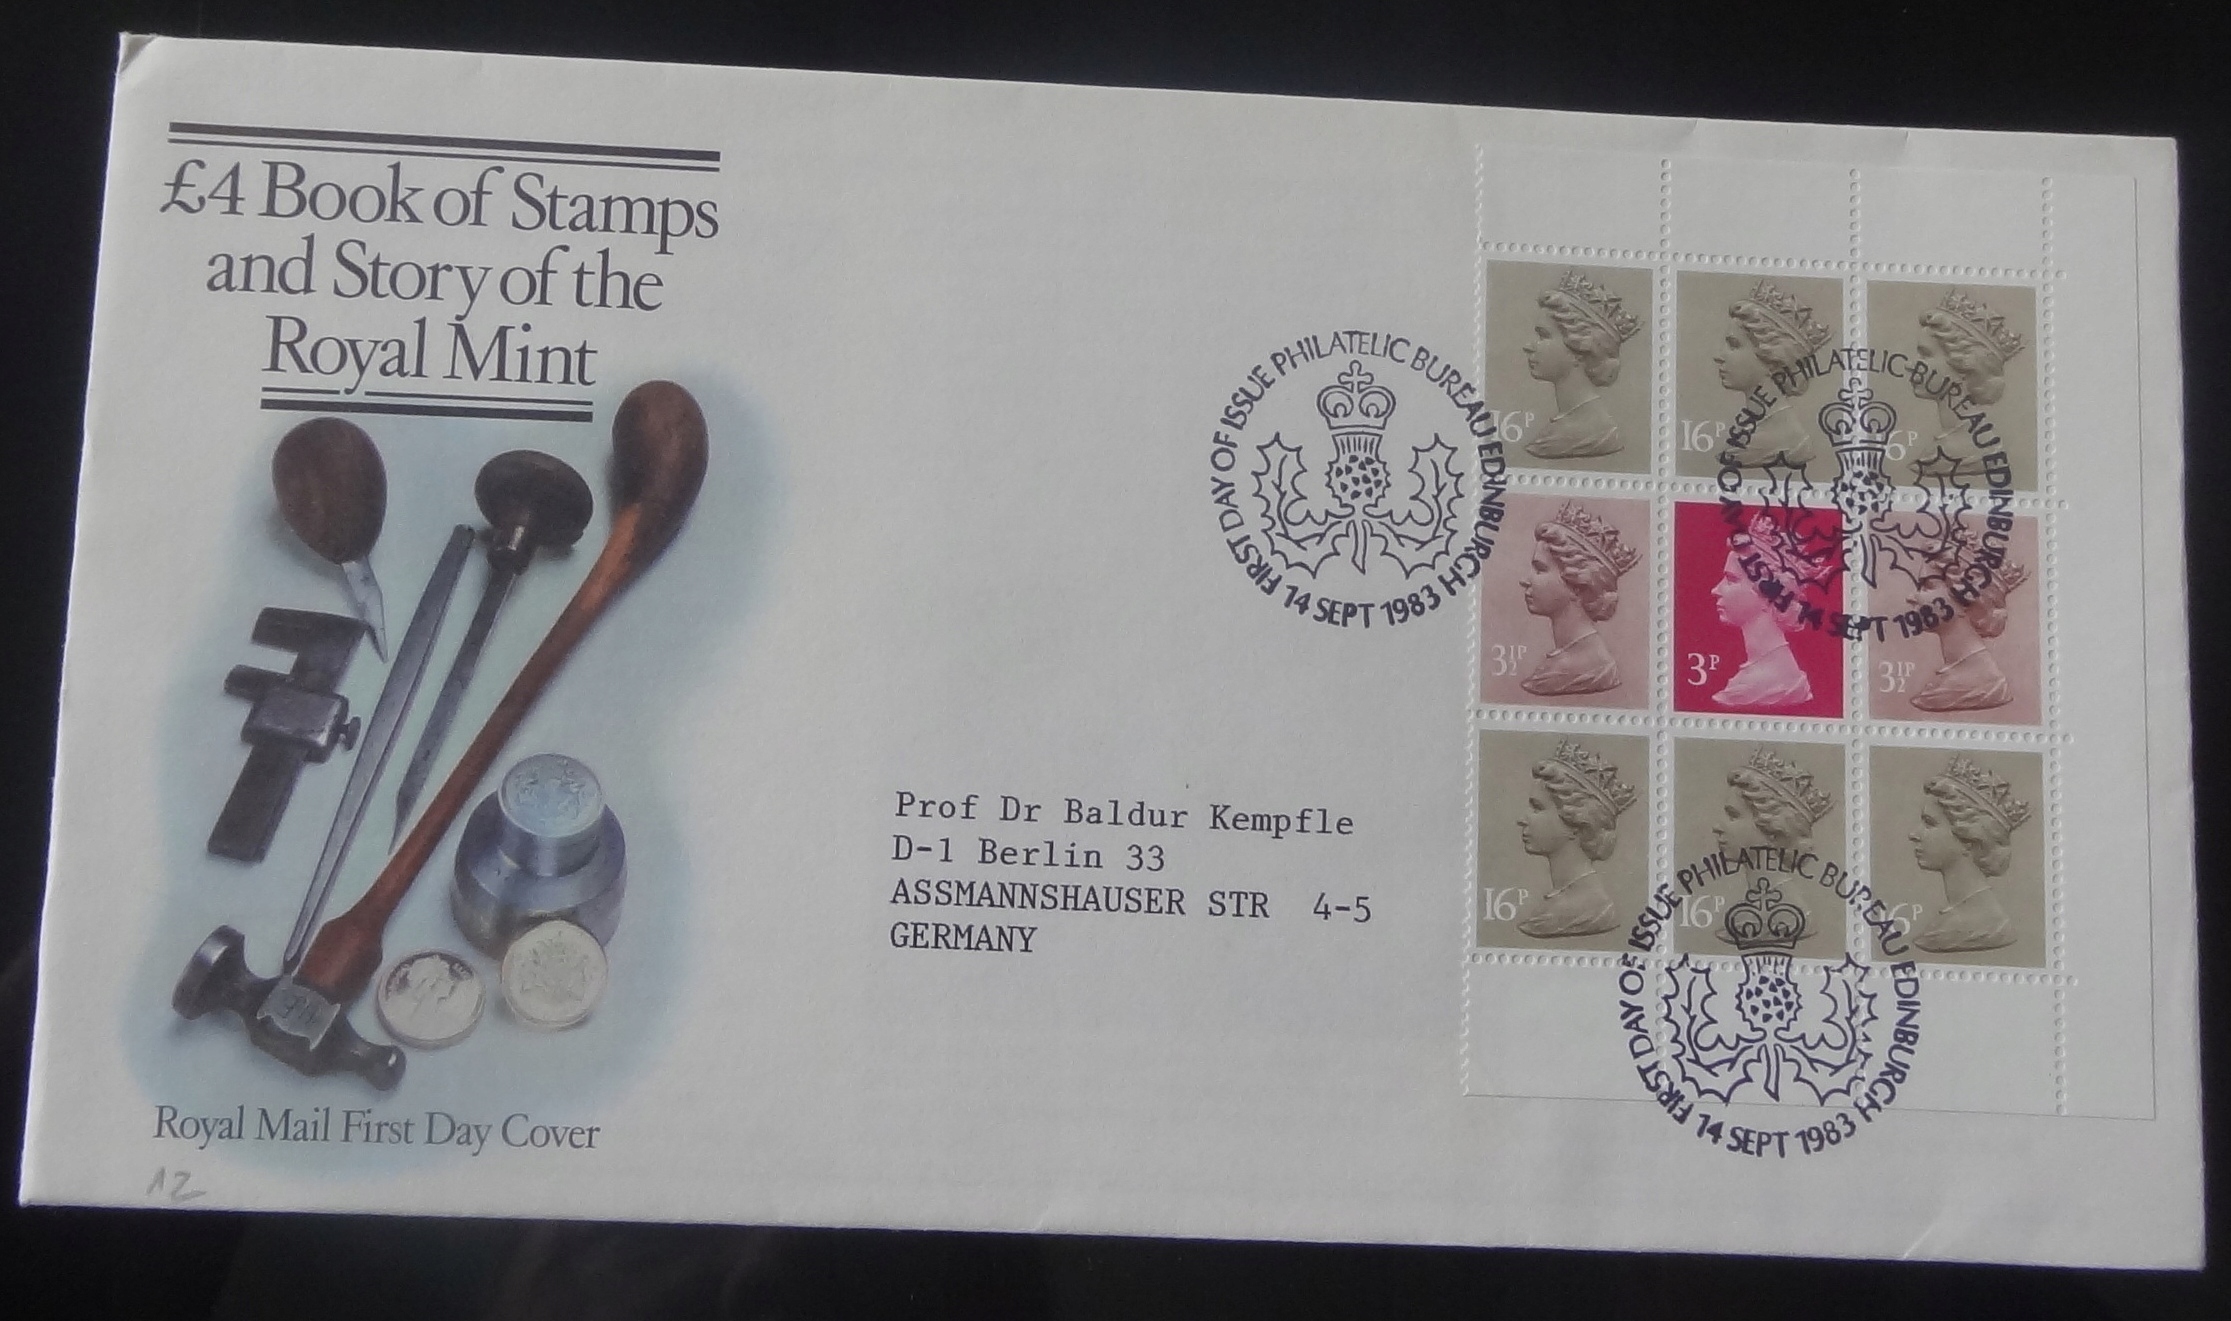 £4 Book of Stamps
and Story of the
Royal Mint
Royal Mail First Day Cover
AZ
Prof Dr Baldur Kempfle
D-1 Berlin 33
ASSMANNSHAUSER STR 4-5
GERMANY
FIRST DAY OF ISSUE PHILATELIC BUREAU EDINBURGH
14 SEPT 1983
FIRST DAY OF ISSUE PHILATELIC BUREAU EDINBURGH
14 SEPT 1983
16P 16P 6P
3½P 3P 3½P
16P 16P 6P
FIRST DAY OF ISSUE PHILATELIC BUREAU EDINBURGH
14 SEPT 1983